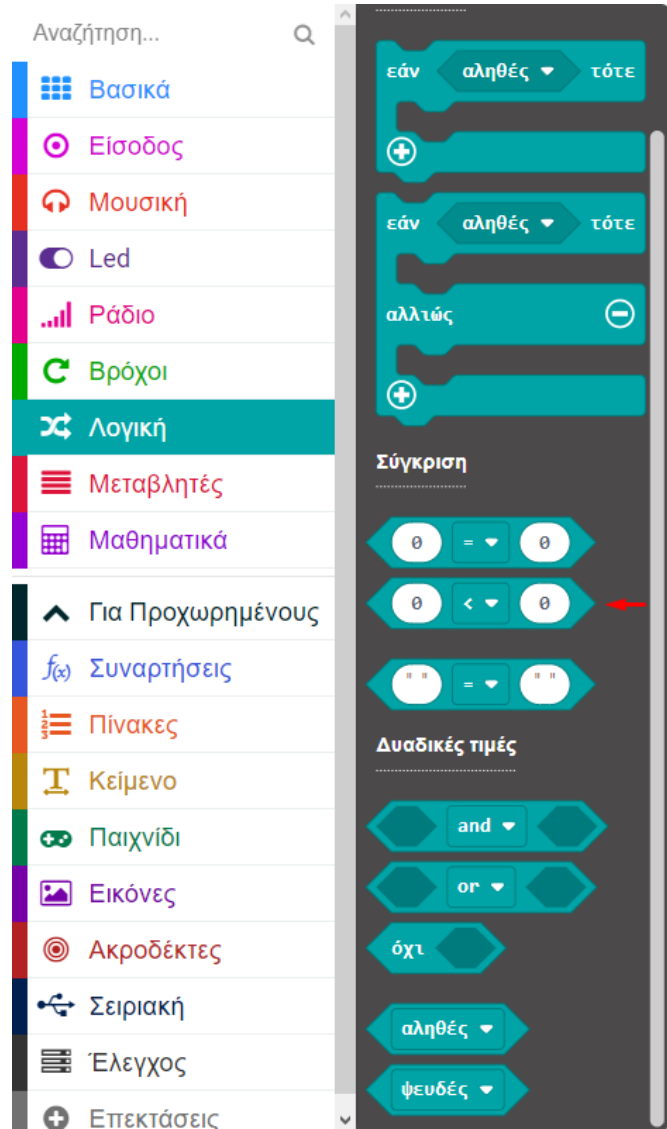 Αναζήτηση...
Βασικά
Είσοδος
Μουσική
Led
Ράδιο
Βρόχοι
Λογική
Μεταβλητές
Μαθηματικά
Για Προχωρημένους
f(x) Συναρτήσεις
Πίνακες
Κείμενο
Παιχνίδι
Εικόνες
Ακροδέκτες
Σειριακή
Έλεγχος
Επεκτάσεις
εάν αληθές τότε
εάν αληθές τότε
αλλιώς
Σύγκριση
0 = 0
0 < 0
" " = " "
Δυαδικές τιμές
and
or
όχι
αληθές
ψευδές